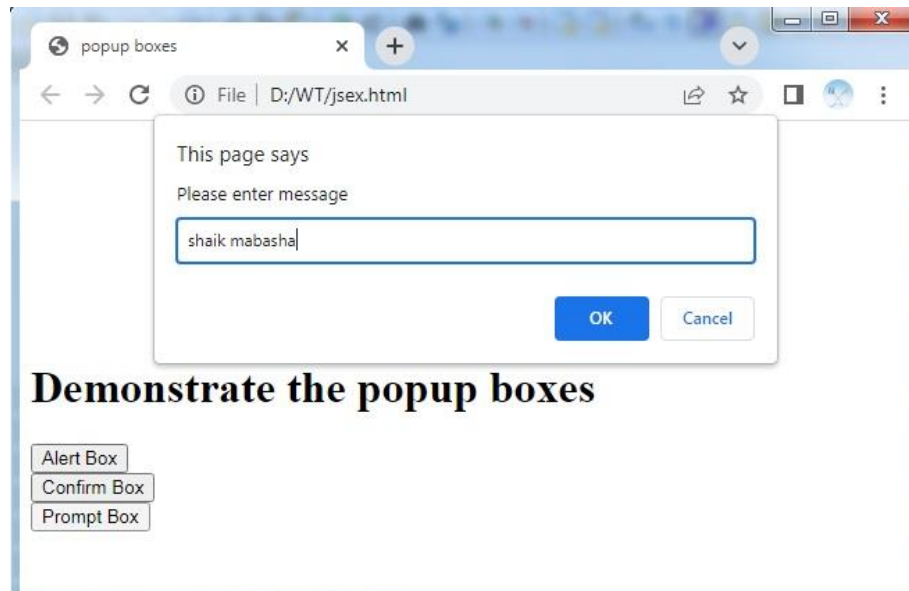 popup boxes
File | D:/WT/jsex.html
This page says
Please enter message
shaik mabasha
OK Cancel
Demonstrate the popup boxes
Alert Box
Confirm Box
Prompt Box